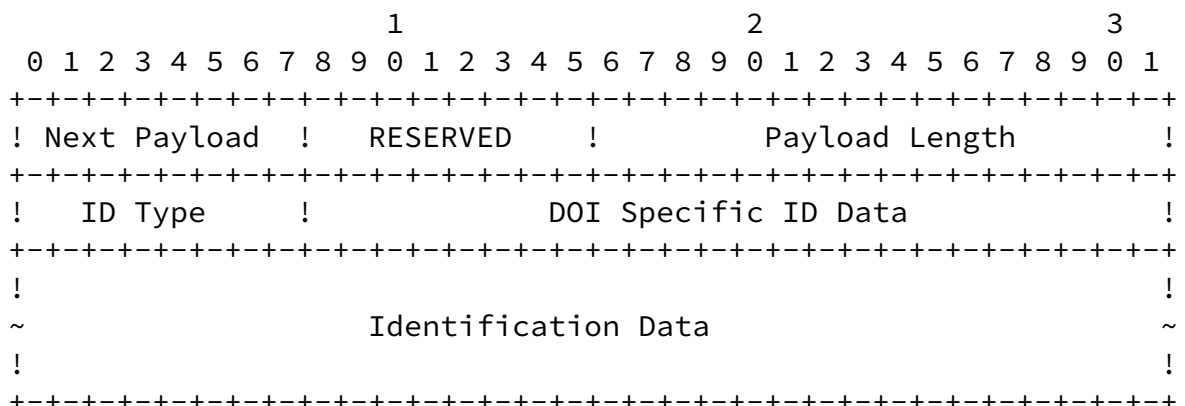 1                   2                   3
 0 1 2 3 4 5 6 7 8 9 0 1 2 3 4 5 6 7 8 9 0 1 2 3 4 5 6 7 8 9 0 1
+-+-+-+-+-+-+-+-+-+-+-+-+-+-+-+-+-+-+-+-+-+-+-+-+-+-+-+-+-+-+-+-+
! Next Payload  !   RESERVED    !         Payload Length        !
+-+-+-+-+-+-+-+-+-+-+-+-+-+-+-+-+-+-+-+-+-+-+-+-+-+-+-+-+-+-+-+-+
!   ID Type     !             DOI Specific ID Data              !
+-+-+-+-+-+-+-+-+-+-+-+-+-+-+-+-+-+-+-+-+-+-+-+-+-+-+-+-+-+-+-+-+
!                                                               !
~                   Identification Data                         ~
!                                                               !
+-+-+-+-+-+-+-+-+-+-+-+-+-+-+-+-+-+-+-+-+-+-+-+-+-+-+-+-+-+-+-+-+